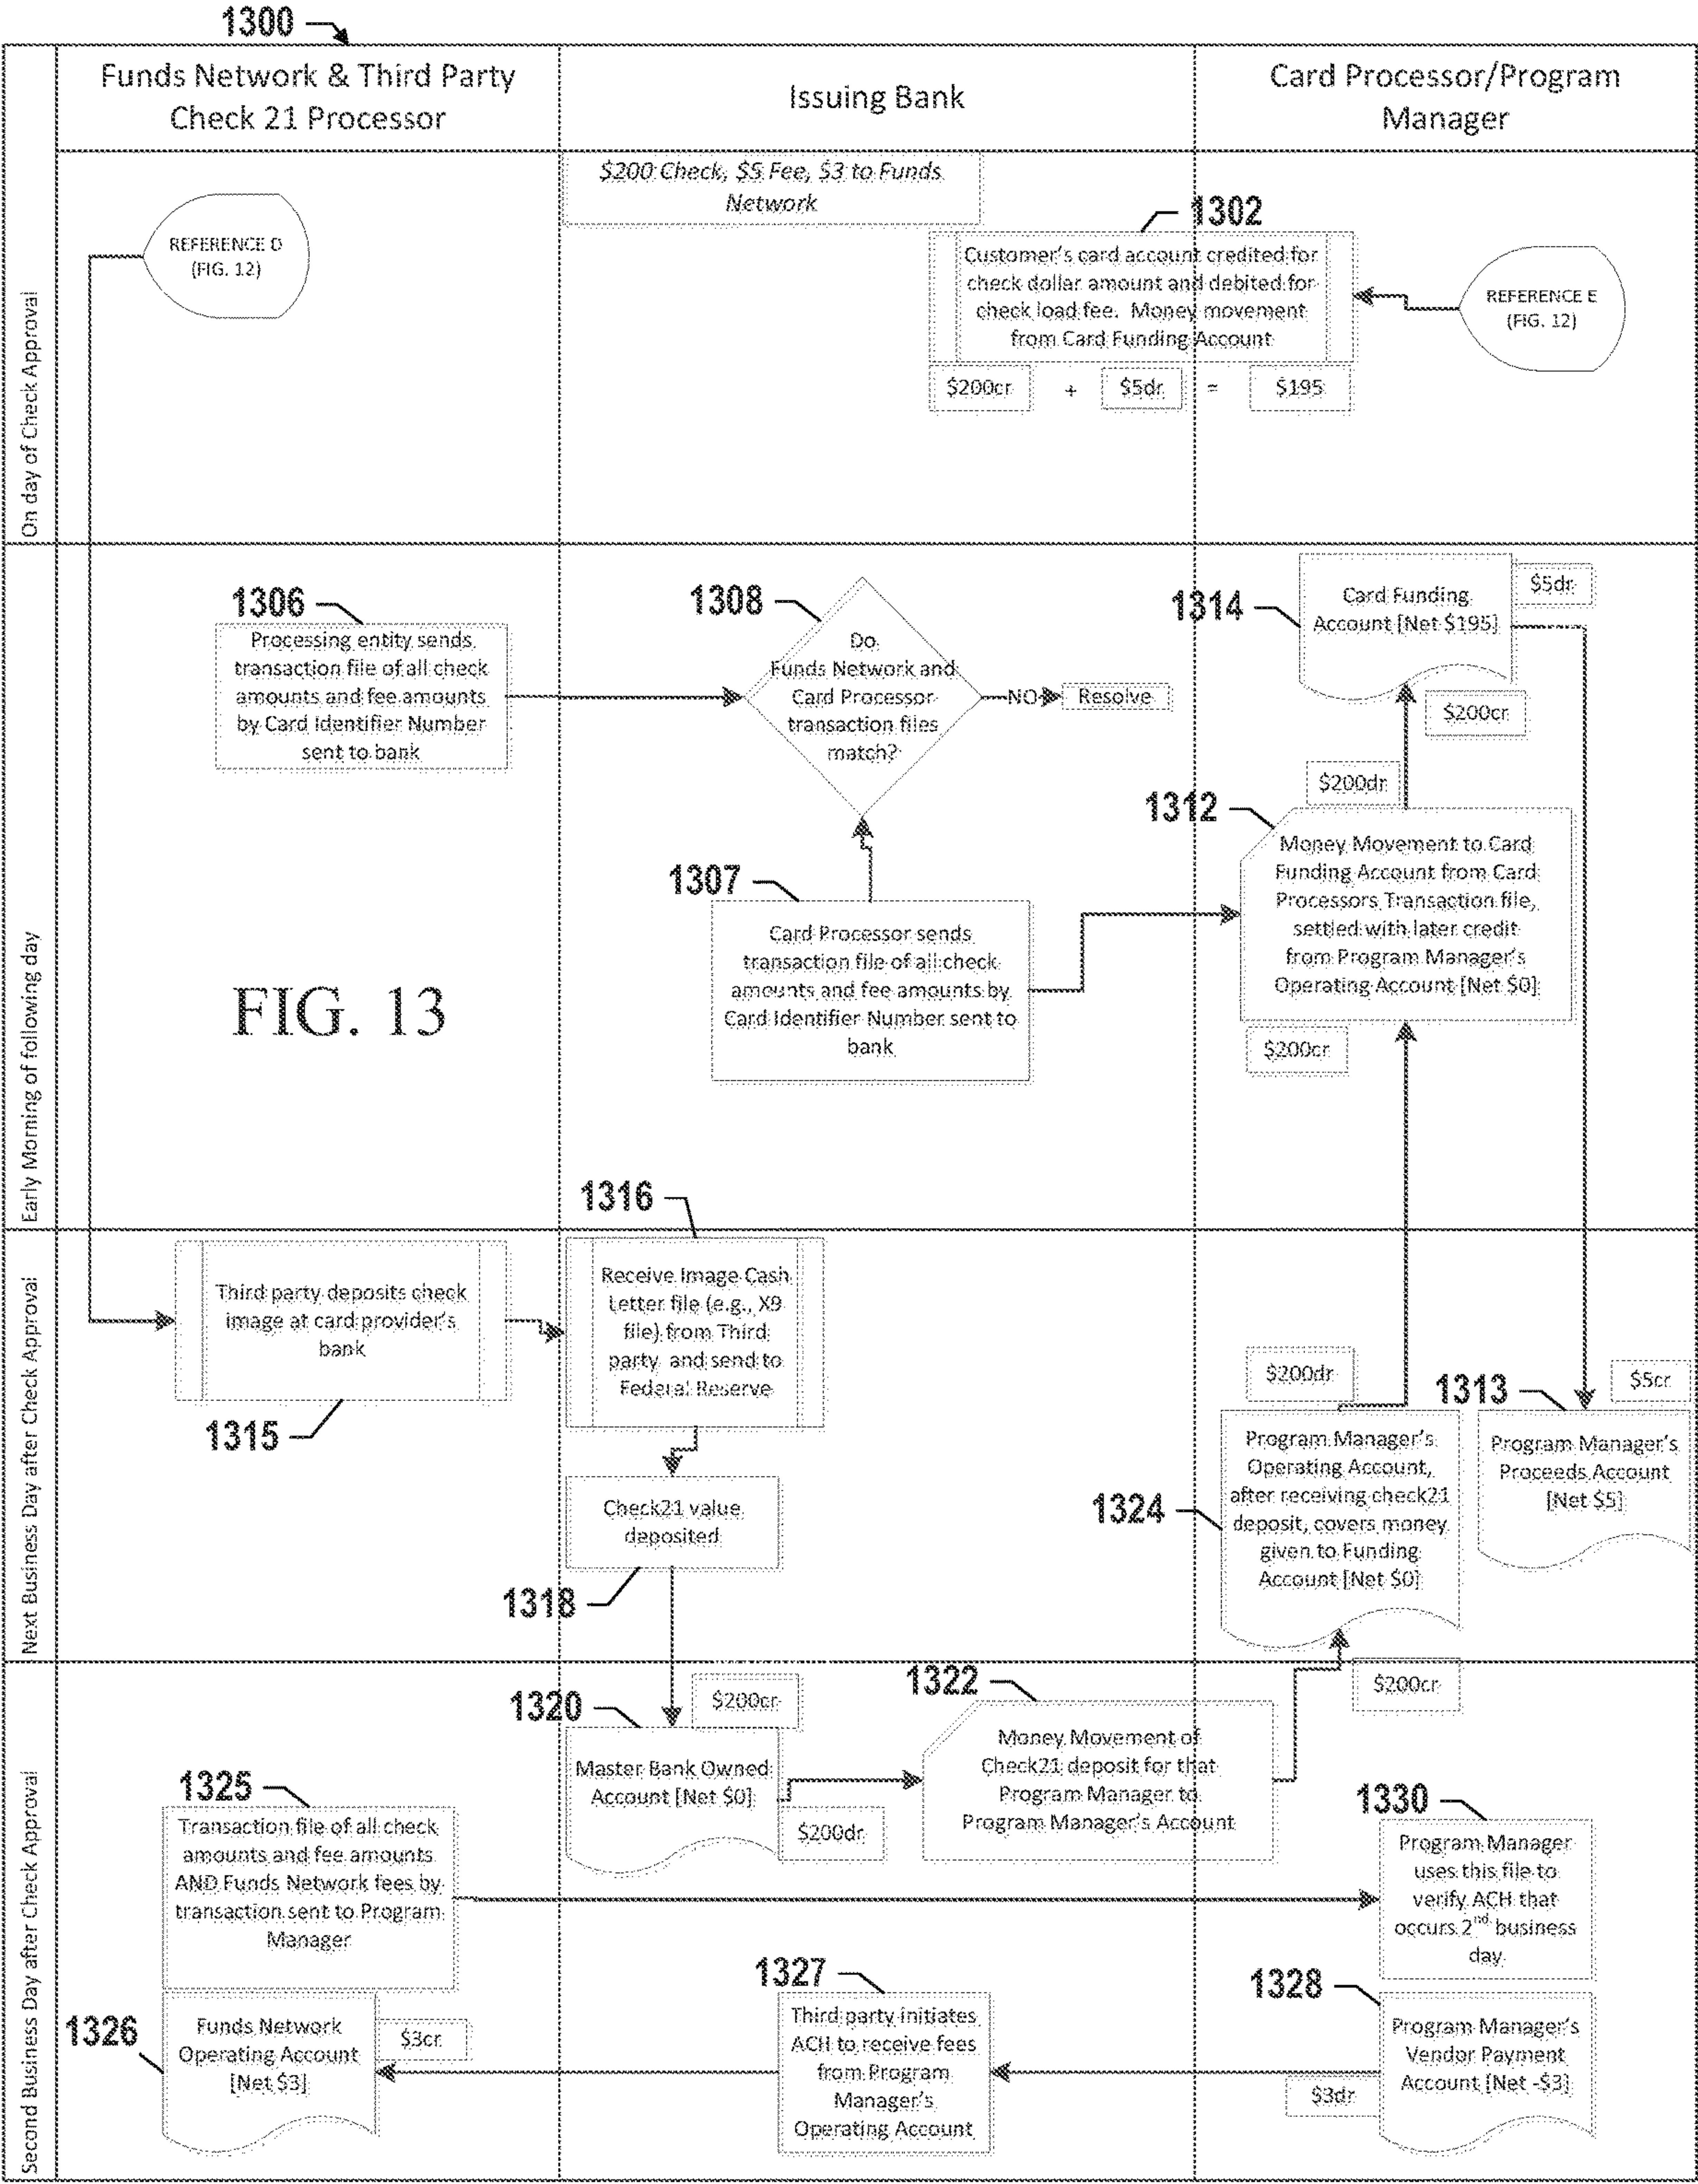 1300
Funds Network & Third Party
Check 21 Processor
Issuing Bank
Card Processor/Program
Manager
On day of Check Approval
$200 Check, $5 Fee, $3 to Funds
Network
REFERENCE D
(FIG. 12)
1302
Customer's card account credited for
check dollar amount and debited for
check load fee. Money movement
from Card Funding Account
REFERENCE E
(FIG. 12)
$200cr + $5dr = $195
Early Morning of following day
1306
Processing entity sends
transaction file of all check
amounts and fee amounts
by Card Identifier Number
sent to bank
1308
Do
Funds Network and
Card Processor
transaction files
match?
NO
Resolve
1314
Card Funding
Account [Net $195]
$5dr
$200cr
$200dr
1312
Money Movement to Card
Funding Account from Card
Processors Transaction file,
settled with later credit
from Program Manager's
Operating Account [Net $0]
$200cr
1307
Card Processor sends
transaction file of all check
amounts and fee amounts by
Card Identifier Number sent to
bank
FIG. 13
Next Business Day after Check Approval
Third party deposits check
image at card provider's
bank
1315
1316
Receive Image Cash
Letter file (e.g., X9
file) from Third
party and send to
Federal Reserve
Check21 value
deposited
1318
$200dr
1324
Program Manager's
Operating Account,
after receiving check21
deposit, covers money
given to Funding
Account [Net $0]
1313
$5cr
Program Manager's
Proceeds Account
[Net $5]
Second Business Day after Check Approval
1320
$200cr
Master Bank Owned
Account [Net $0]
$200dr
1322
Money Movement of
Check21 deposit for that
Program Manager to
Program Manager's Account
$200cr
1325
Transaction file of all check
amounts and fee amounts
AND Funds Network fees by
transaction sent to Program
Manager
1330
Program Manager
uses this file to
verify ACH that
occurs 2nd business
day
1326
Funds Network
Operating Account
[Net $3]
$3cr
1327
Third party initiates
ACH to receive fees
from Program
Manager's
Operating Account
1328
Program Manager's
Vendor Payment
Account [Net -$3]
$3dr